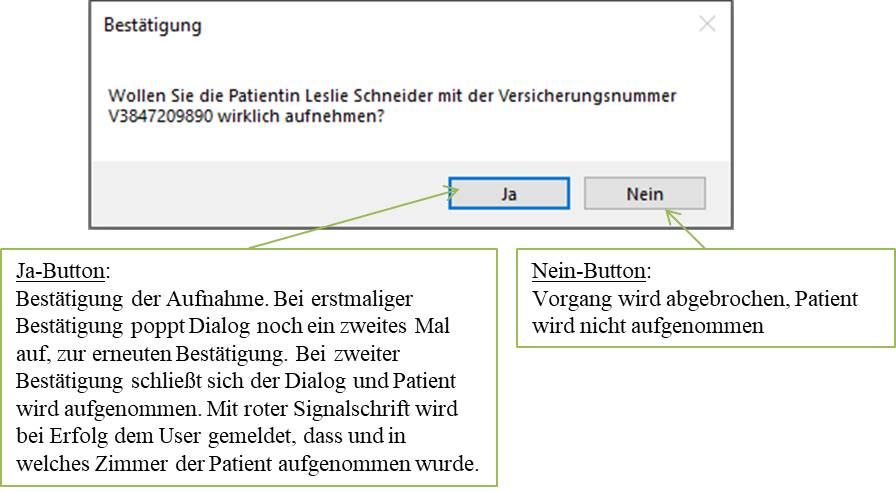 Bestätigung
Wollen Sie die Patientin Leslie Schneider mit der Versicherungsnummer
V3847209890 wirklich aufnehmen?
Ja
Nein
Ja-Button:
Bestätigung der Aufnahme. Bei erstmaliger
Bestätigung poppt Dialog noch ein zweites Mal
auf, zur erneuten Bestätigung. Bei zweiter
Bestätigung schließt sich der Dialog und Patient
wird aufgenommen. Mit roter Signalschrift wird
bei Erfolg dem User gemeldet, dass und in
welches Zimmer der Patient aufgenommen wurde.
Nein-Button:
Vorgang wird abgebrochen, Patient
wird nicht aufgenommen